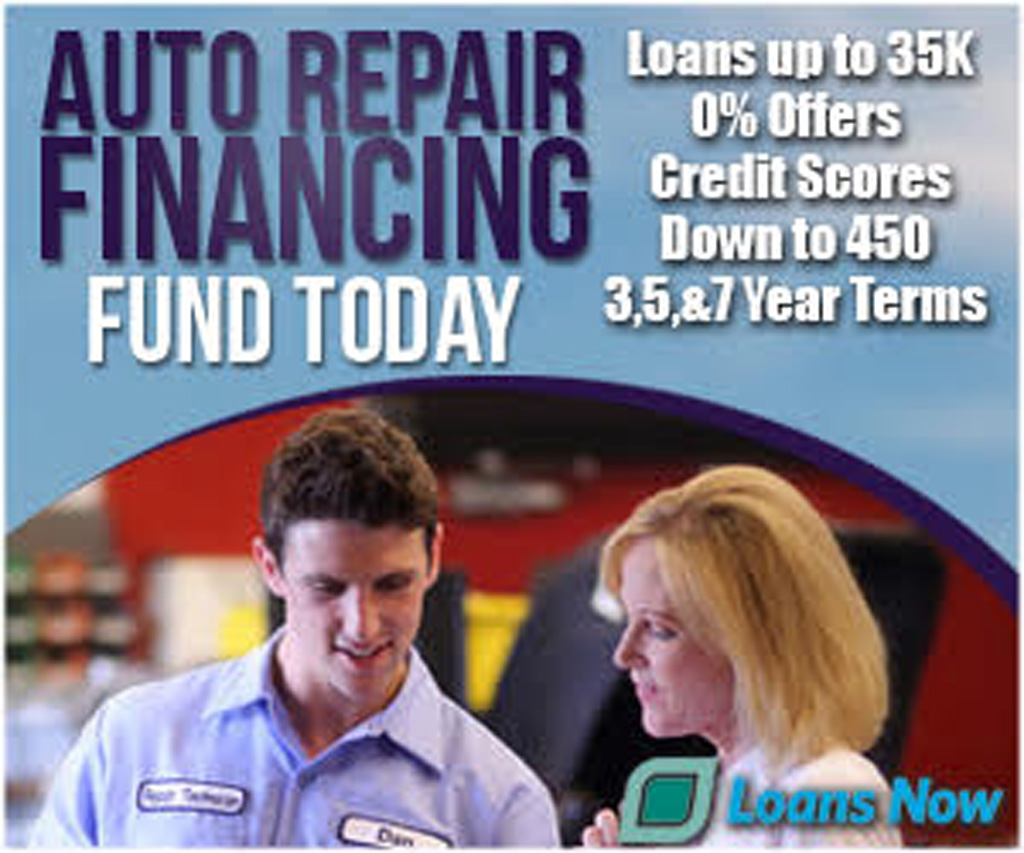 AUTO REPAIR
FINANCING
FUND TODAY
Loans up to 35K
0% Offers
Credit Scores
Down to 450
3,5,&7 Year Terms
Dan
Loans Now